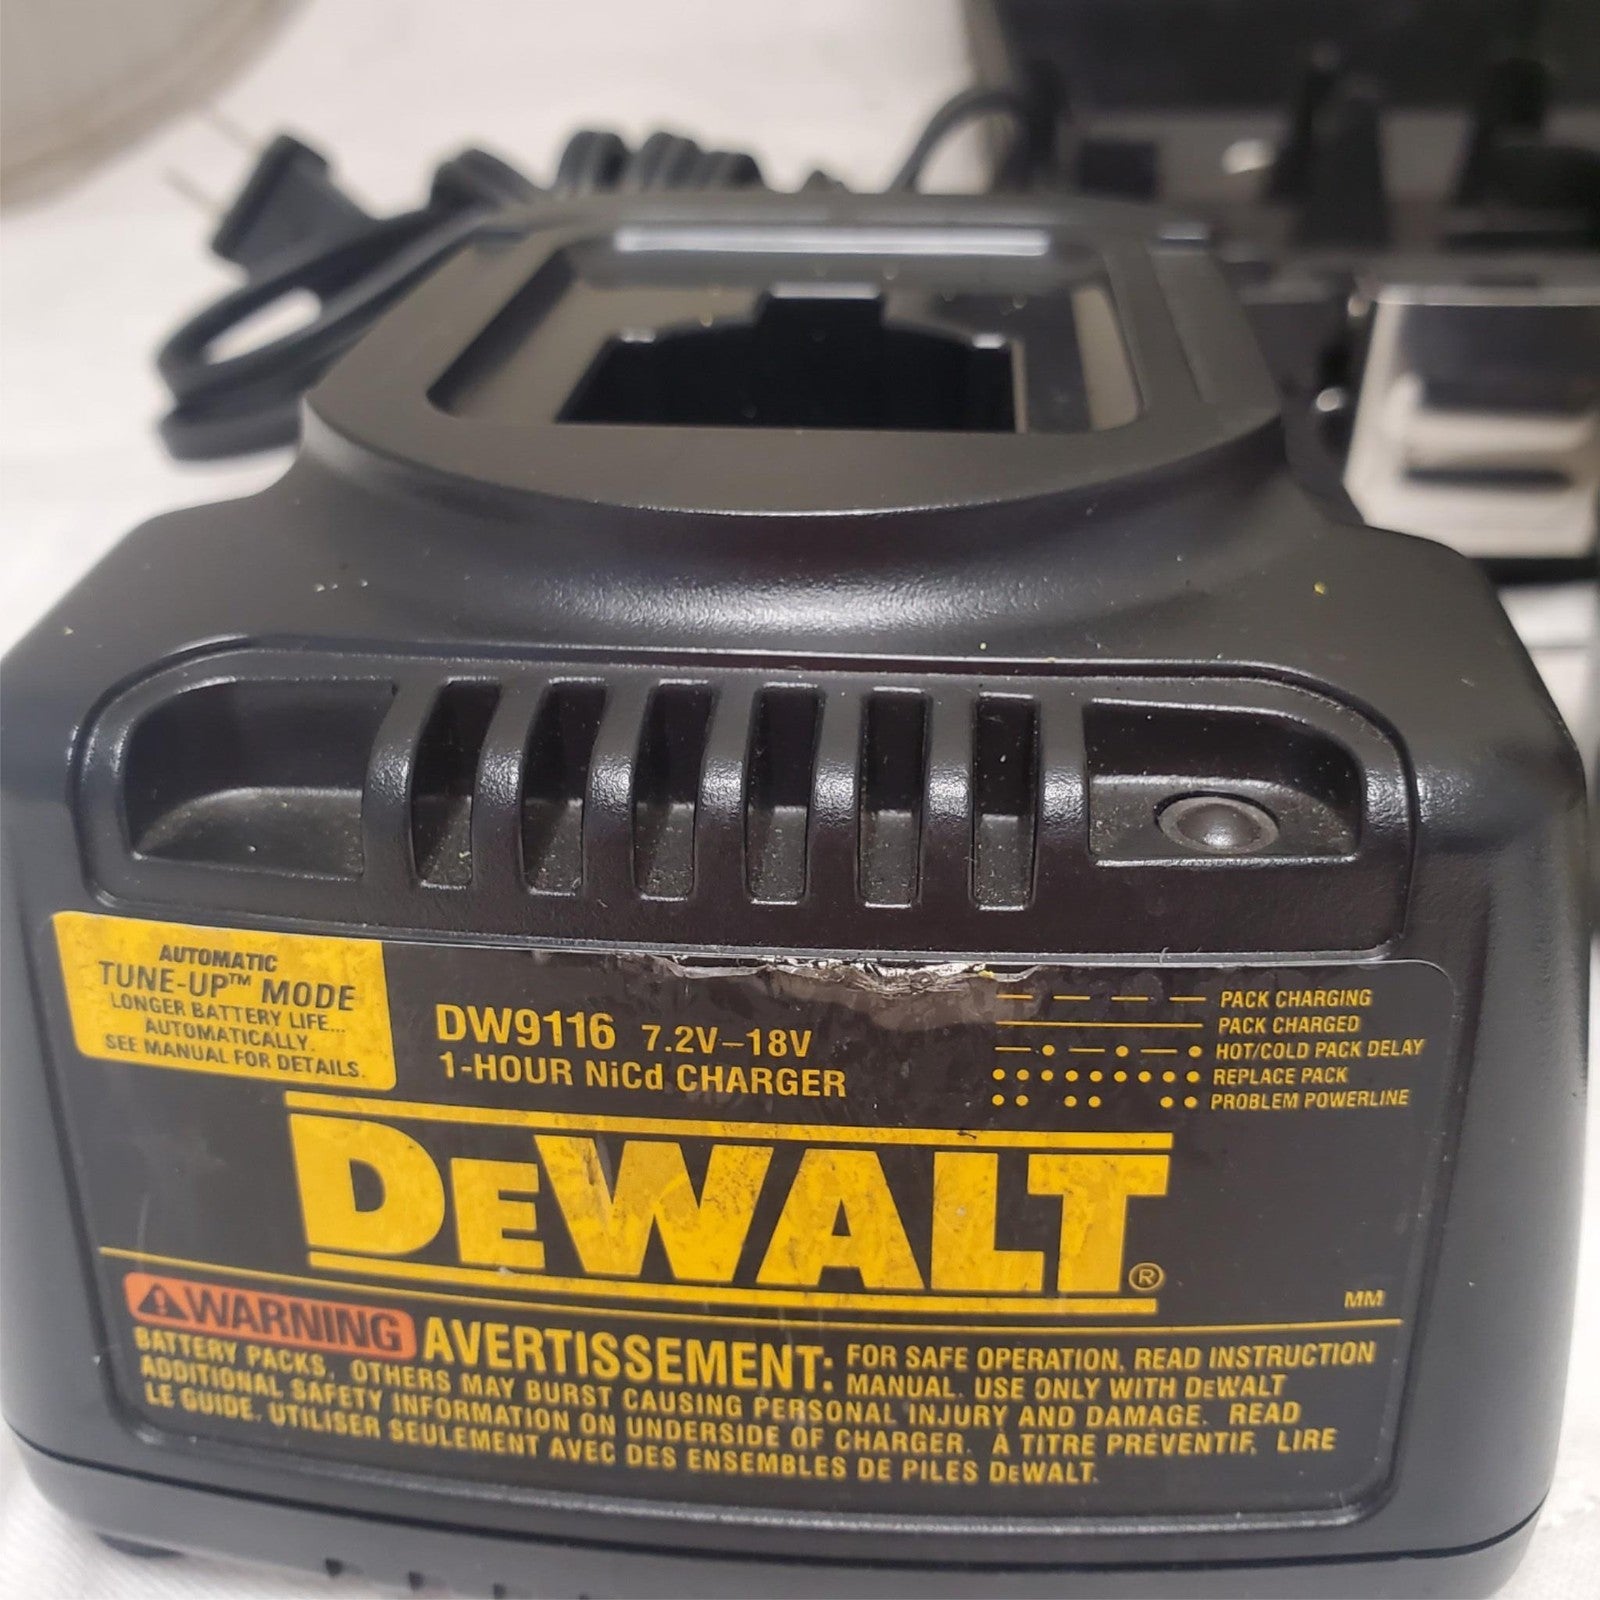 AUTOMATIC
TUNE-UP™ MODE
LONGER BATTERY LIFE...
AUTOMATICALLY.
SEE MANUAL FOR DETAILS.
DW9116 7.2V–18V
1-HOUR NiCd CHARGER
PACK CHARGING
PACK CHARGED
HOT/COLD PACK DELAY
REPLACE PACK
PROBLEM POWERLINE
DEWALT®
MM
WARNING AVERTISSEMENT: FOR SAFE OPERATION, READ INSTRUCTION
MANUAL. USE ONLY WITH DEWALT
BATTERY PACKS. OTHERS MAY BURST CAUSING PERSONAL INJURY AND DAMAGE. READ
ADDITIONAL SAFETY INFORMATION ON UNDERSIDE OF CHARGER. À TITRE PRÉVENTIF, LIRE
LE GUIDE. UTILISER SEULEMENT AVEC DES ENSEMBLES DE PILES DEWALT.